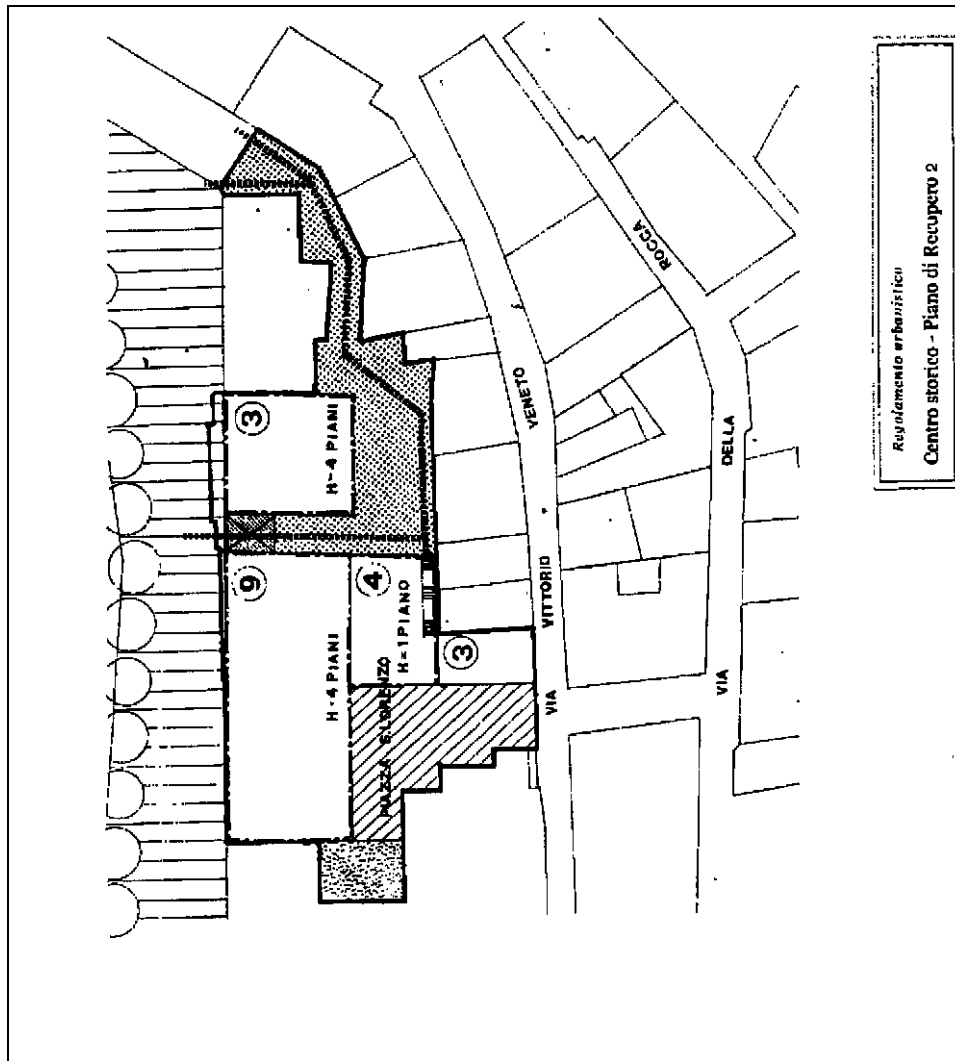 Regolamento urbanistico
Centro storico - Piano di Recupero 2
3
H=4 PIANI
9
H=4 PIANI
4
H=1 PIANO
3
PIAZZA S. LORENZO
VIA VITTORIO VENETO
VIA DELLA ROCCA